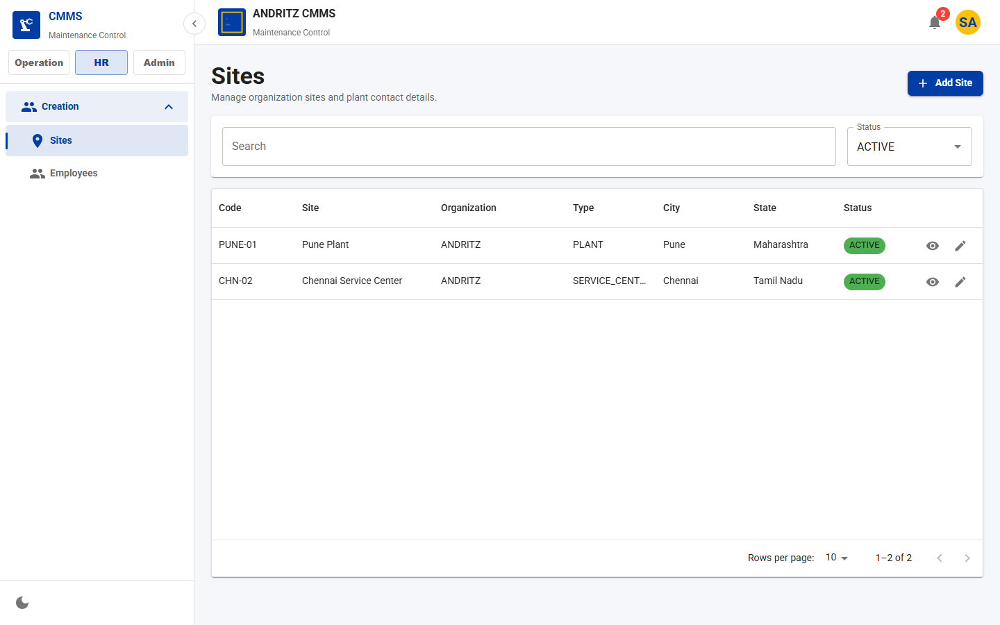 CMMS
Maintenance Control
Operation
HR
Admin
Creation
Sites
Employees
ANDRITZ CMMS
Maintenance Control
2
SA
Sites
Manage organization sites and plant contact details.
Add Site
Search
Status
ACTIVE
Code Site Organization Type City State Status
PUNE-01 Pune Plant ANDRITZ PLANT Pune Maharashtra ACTIVE
CHN-02 Chennai Service Center ANDRITZ SERVICE_CENT... Chennai Tamil Nadu ACTIVE
Rows per page: 10 1–2 of 2